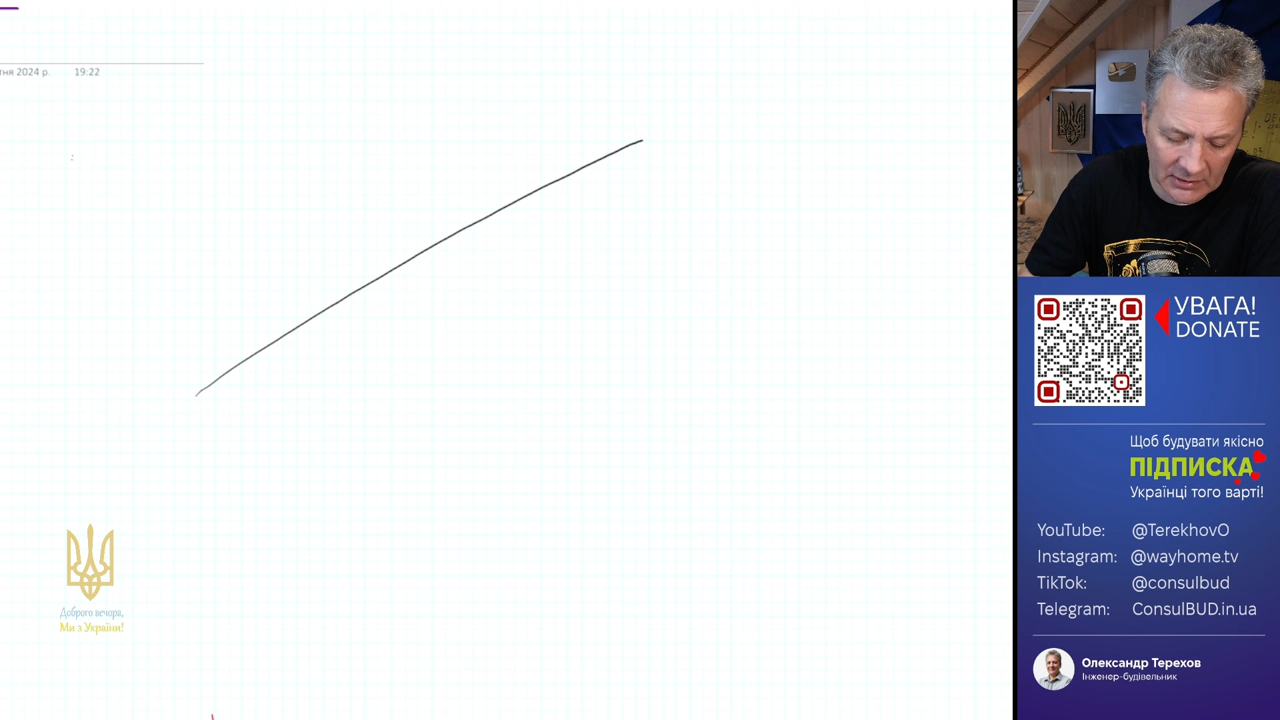 2024 р. 19:22
:
Доброго вечора,
Ми з України!
УВАГА!
DONATE
Щоб будувати якісно
ПІДПИСКА
Українці того варті!
YouTube: @TerekhovO
Instagram: @wayhome.tv
TikTok: @consulbud
Telegram: ConsulBUD.in.ua
Олександр Терехов
Інженер-будівельник